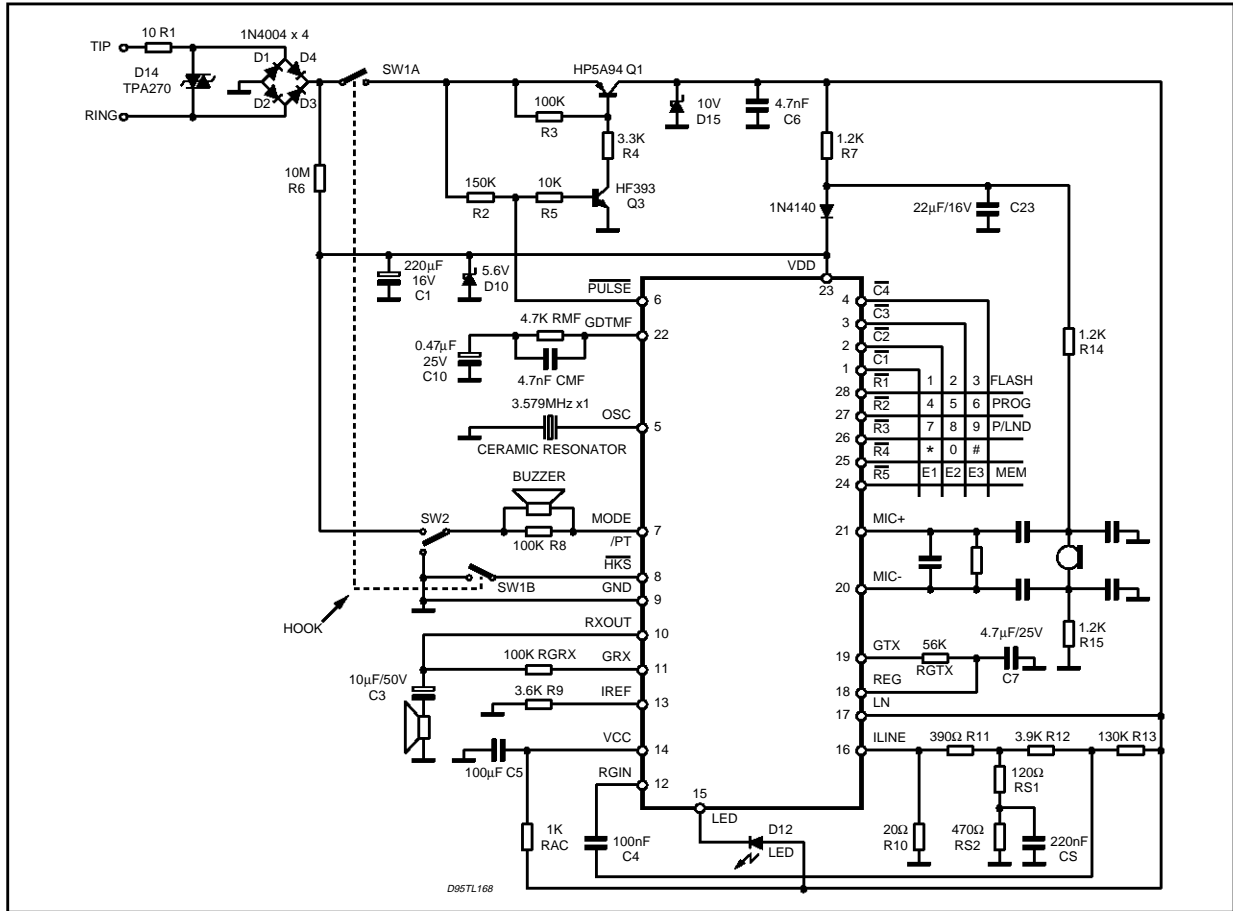 TIP
10 R1
1N4004 x 4
D14
TPA270
D1
D4
D2
D3
RING
SW1A
HP5A94 Q1
100K
R3
3.3K
R4
10V
D15
4.7nF
C6
1.2K
R7
10M
R6
150K
R2
10K
R5
HF393
Q3
1N4140
22µF/16V
C23
220µF
16V
C1
5.6V
D10
VDD
23
PULSE
6
4.7K RMF
GDTMF
22
0.47µF
25V
C10
4.7nF CMF
3.579MHz x1
OSC
5
CERAMIC RESONATOR
BUZZER
SW2
100K R8
MODE
/PT
7
HKS
8
SW1B
GND
9
HOOK
RXOUT
10
100K RGRX
GRX
11
10µF/50V
C3
3.6K R9
IREF
13
VCC
14
100µF C5
RGIN
12
1K
RAC
100nF
C4
15
LED
D12
LED
4
C4
3
C3
2
C2
1
C1
28
R1
1 2 3 FLASH
27
R2
4 5 6 PROG
26
R3
7 8 9 P/LND
25
R4
* 0 #
24
R5
E1 E2 E3 MEM
1.2K
R14
21
MIC+
20
MIC-
1.2K
R15
4.7µF/25V
C7
19
GTX
56K
RGTX
18
REG
17
LN
16
ILINE
390Ω R11
3.9K R12
130K R13
120Ω
RS1
20Ω
R10
470Ω
RS2
220nF
CS
D95TL168